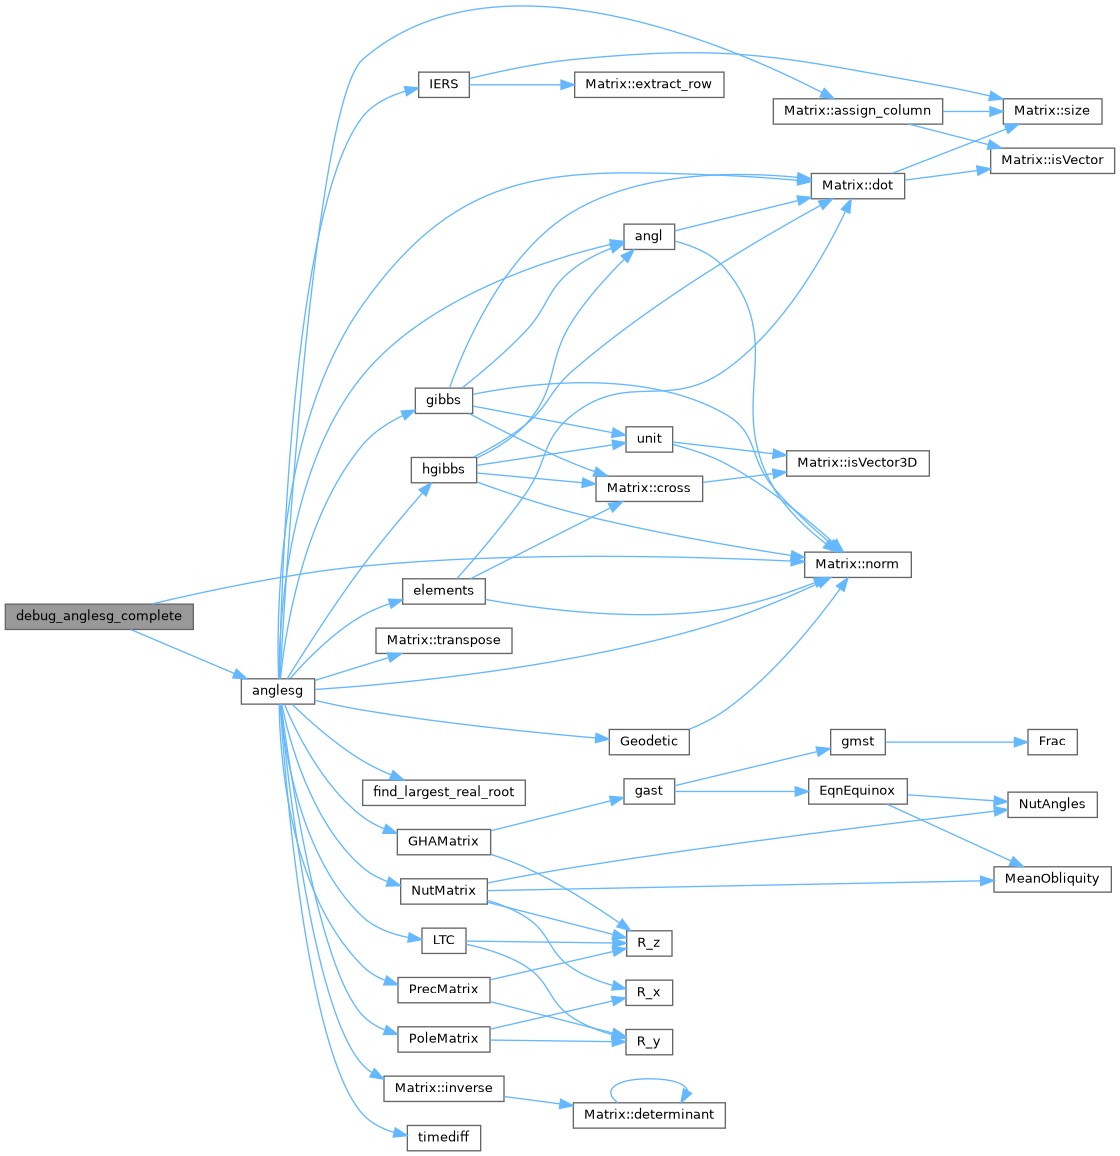 IERS
Matrix::extract_row
Matrix::assign_column
Matrix::size
Matrix::isVector
Matrix::dot
angl
gibbs
unit
hgibbs
Matrix::isVector3D
Matrix::cross
Matrix::norm
elements
debug_anglesg_complete
Matrix::transpose
anglesg
Geodetic
gmst
Frac
find_largest_real_root
gast
EqnEquinox
NutAngles
GHAMatrix
NutMatrix
MeanObliquity
LTC
R_z
PrecMatrix
R_x
PoleMatrix
R_y
Matrix::inverse
Matrix::determinant
timediff